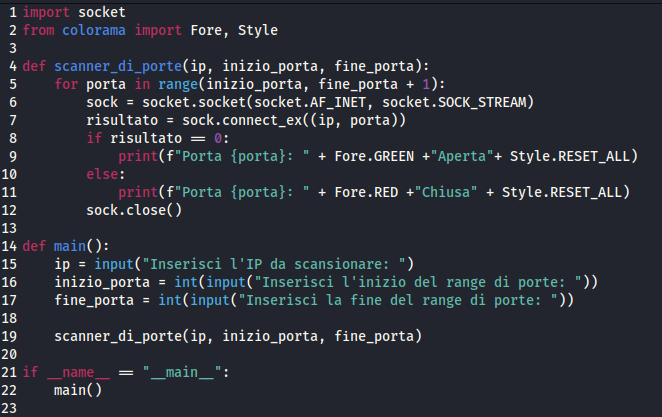 1 import socket
2 from colorama import Fore, Style
3
4 def scanner_di_porte(ip, inizio_porta, fine_porta):
5     for porta in range(inizio_porta, fine_porta + 1):
6         sock = socket.socket(socket.AF_INET, socket.SOCK_STREAM)
7         risultato = sock.connect_ex((ip, porta))
8         if risultato == 0:
9             print(f"Porta {porta}: " + Fore.GREEN +"Aperta"+ Style.RESET_ALL)
10         else:
11             print(f"Porta {porta}: " + Fore.RED +"Chiusa" + Style.RESET_ALL)
12         sock.close()
13
14 def main():
15     ip = input("Inserisci l'IP da scansionare: ")
16     inizio_porta = int(input("Inserisci l'inizio del range di porte: "))
17     fine_porta = int(input("Inserisci la fine del range di porte: "))
18
19     scanner_di_porte(ip, inizio_porta, fine_porta)
20
21 if __name__ == "__main__":
22     main()
23